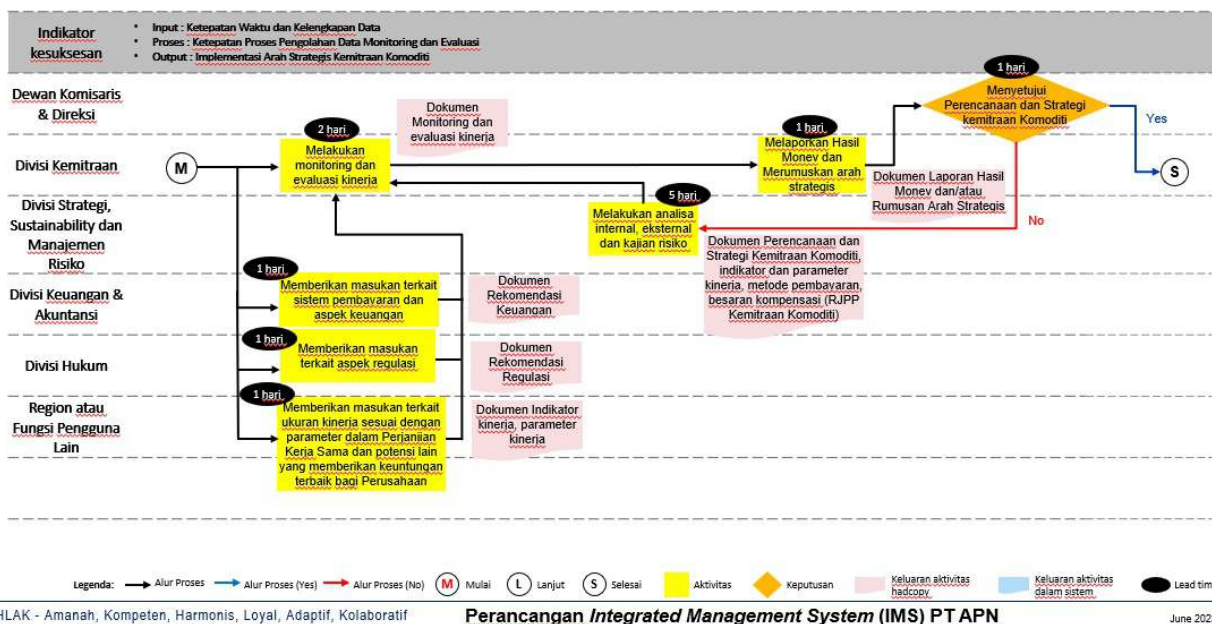 Indikator
kesuksesan
• Input : Ketepatan Waktu dan Kelengkapan Data
• Proses : Ketepatan Proses Pengolahan Data Monitoring dan Evaluasi
• Output : Implementasi Arah Strategis Kemitraan Komoditi
Dewan Komisaris
& Direksi
1 hari
Menyetujui
Perencanaan dan Strategi
kemitraan Komoditi
Yes
No
Dokumen
Monitoring dan
evaluasi kinerja
Divisi Kemitraan
M
2 hari
Melakukan
monitoring dan
evaluasi kinerja
1 hari
Melaporkan Hasil
Monev dan
Merumuskan arah
strategis
Dokumen Laporan Hasil
Monev dan/atau
Rumusan Arah Strategis
S
Divisi Strategi,
Sustainability dan
Manajemen
Risiko
5 hari
Melakukan analisa
internal, eksternal
dan kajian risiko
Dokumen Perencanaan dan
Strategi Kemitraan Komoditi,
indikator dan parameter
kinerja, metode pembayaran,
besaran kompensasi (RJPP
Kemitraan Komoditi)
Divisi Keuangan &
Akuntansi
1 hari
Memberikan masukan terkait
sistem pembayaran dan
aspek keuangan
Dokumen
Rekomendasi
Keuangan
Divisi Hukum
1 hari
Memberikan masukan
terkait aspek regulasi
Dokumen
Rekomendasi
Regulasi
Region atau
Fungsi Pengguna
Lain
1 hari
Memberikan masukan terkait
ukuran kinerja sesuai dengan
parameter dalam Perjanjian
Kerja Sama dan potensi lain
yang memberikan keuntungan
terbaik bagi Perusahaan
Dokumen Indikator
kinerja, parameter
kinerja
Legenda:
Alur Proses
Alur Proses (Yes)
Alur Proses (No)
M Mulai
L Lanjut
S Selesai
Aktivitas
Keputusan
Keluaran aktivitas
hadcopy
Keluaran aktivitas
dalam sistem
Lead tim
HLAK - Amanah, Kompeten, Harmonis, Loyal, Adaptif, Kolaboratif
Perancangan Integrated Management System (IMS) PT APN
June 202